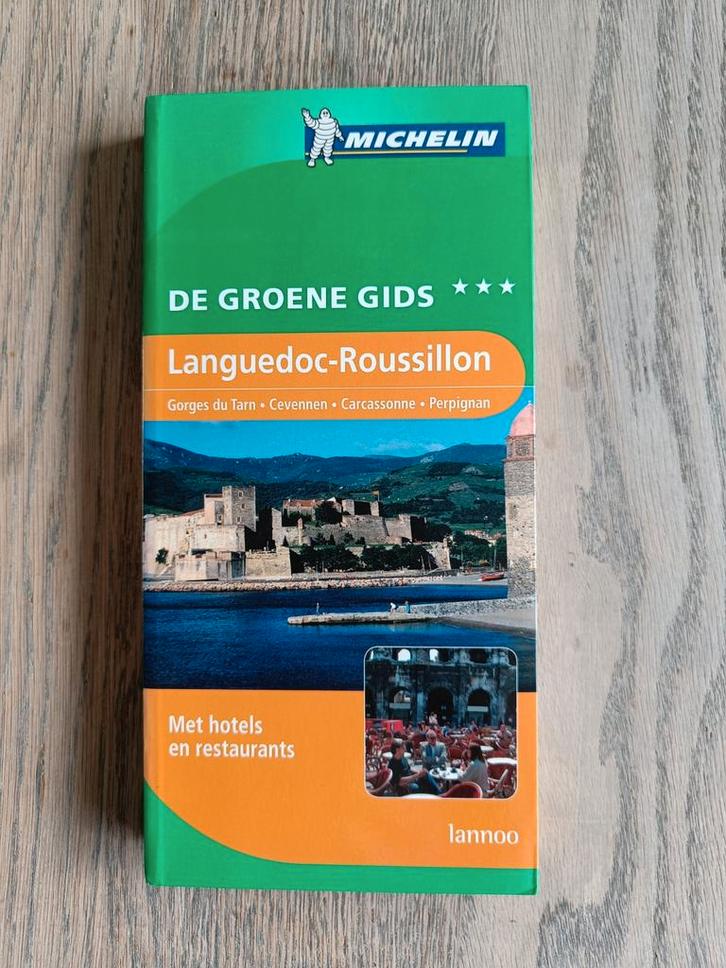 MICHELIN
DE GROENE GIDS ★★★
Languedoc-Roussillon
Gorges du Tarn • Cevennen • Carcassonne • Perpignan
Met hotels
en restaurants
lannoo